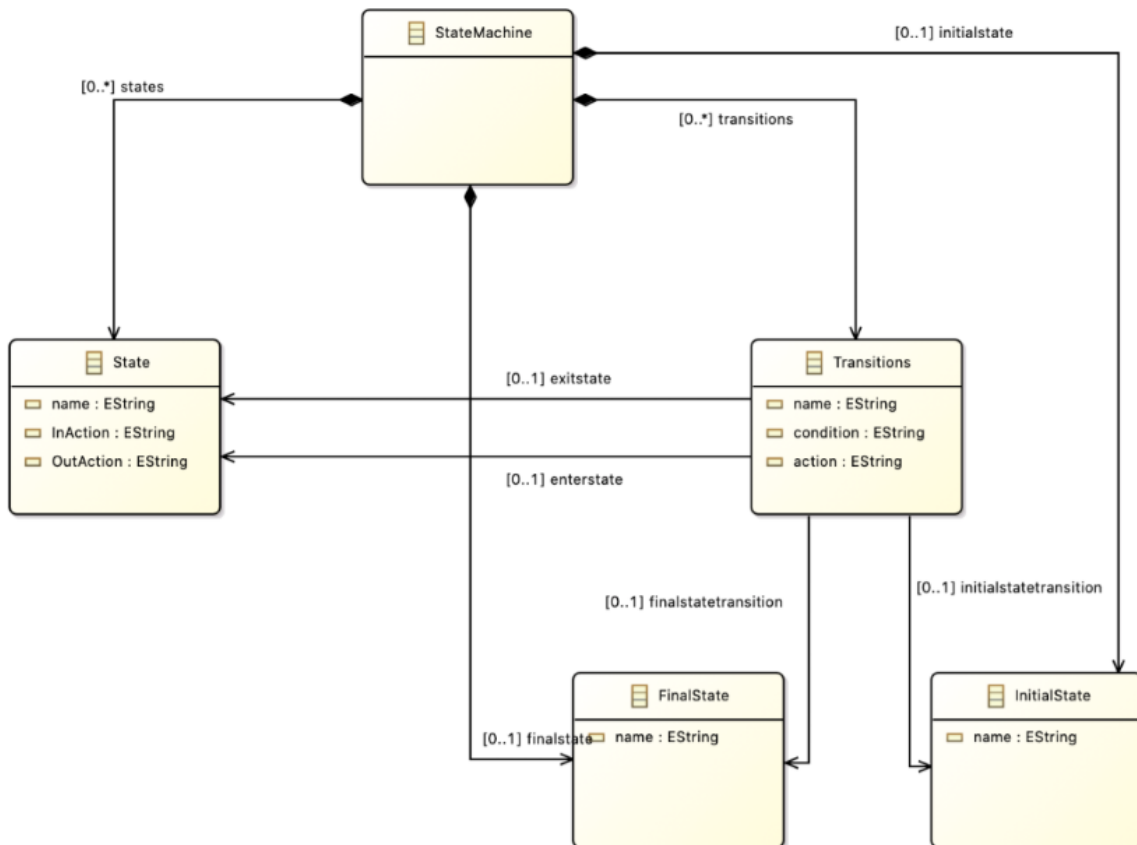 StateMachine
[0..1] initialstate
[0..*] states
[0..*] transitions
State
name : EString
InAction : EString
OutAction : EString
[0..1] exitstate
[0..1] enterstate
Transitions
name : EString
condition : EString
action : EString
[0..1] finalstatetransition
[0..1] initialstatetransition
[0..1] finalstate
FinalState
name : EString
InitialState
name : EString